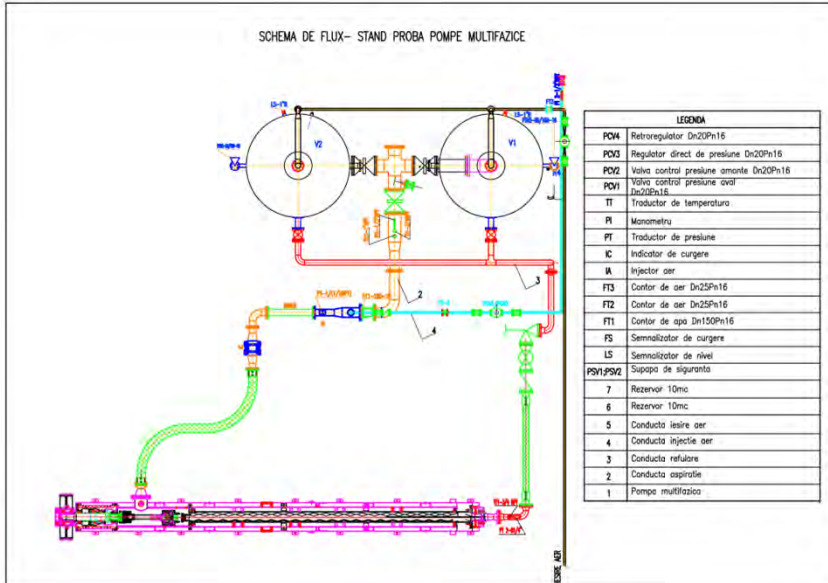 SCHEMA DE FLUX- STAND PROBA POMPE MULTIFAZICE
V2
V1
2
3
4
IESIRE AER
LEGENDA
PCV4 Retroregulator Dn20Pn16
PCV3 Regulator direct de presiune Dn20Pn16
PCV2 Valva control presiune amonte Dn20Pn16
PCV1 Valva control presiune aval
Dn20Pn16
TT Traductor de temperatura
PI Manometru
PT Traductor de presiune
IC Indicator de curgere
IA Injector aer
FT3 Contor de aer Dn25Pn16
FT2 Contor de aer Dn25Pn16
FT1 Contor de apa Dn150Pn16
FS Semnalizator de curgere
LS Semnalizator de nivel
PSV1;PSV2 Supapa de siguranta
7 Rezervor 10mc
6 Rezervor 10mc
5 Conducta iesire aer
4 Conducta injectie aer
3 Conducta refulare
2 Conducta aspiratie
1 Pompa multifazica